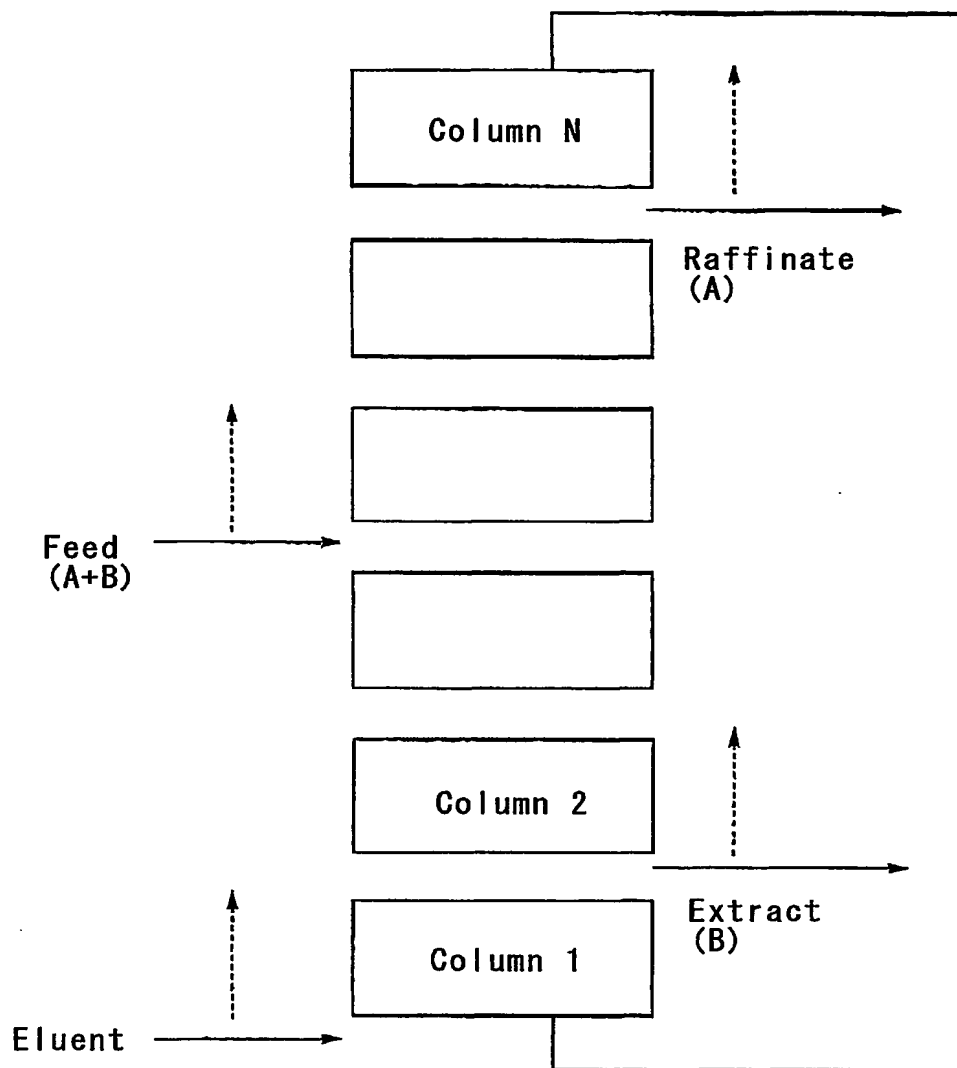 Column N
Raffinate
(A)
Feed
(A+B)
Column 2
Extract
(B)
Column 1
Eluent